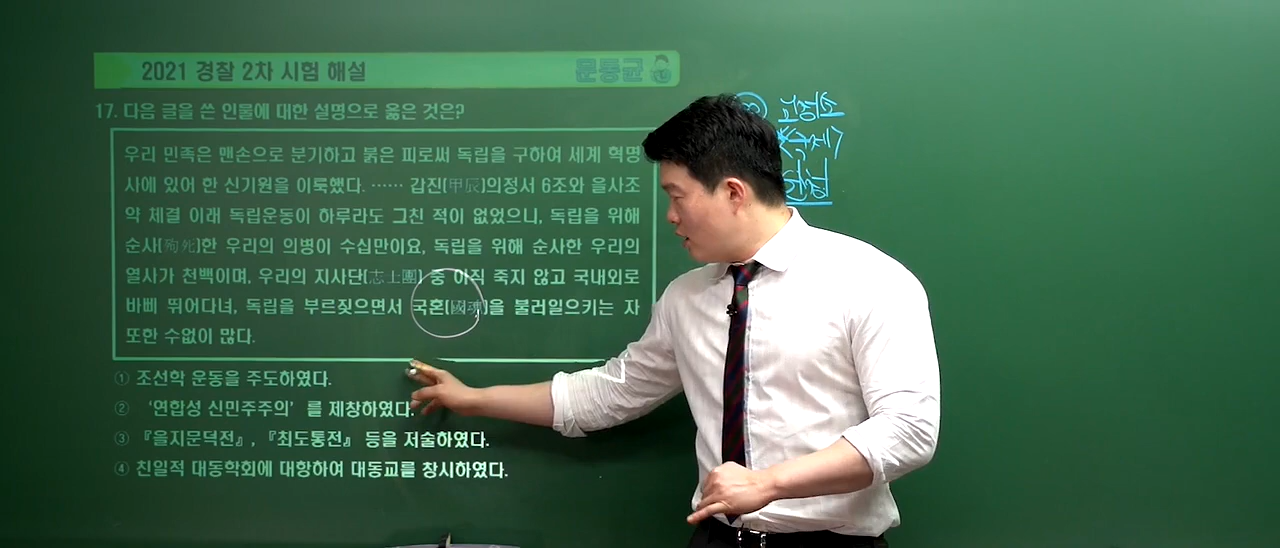 2021 경찰 2차 시험 해설
문동균
17. 다음 글을 쓴 인물에 대한 설명으로 옳은 것은?
우리 민족은 맨손으로 분기하고 붉은 피로써 독립을 구하여 세계 혁명
사에 있어 한 신기원을 이룩했다. …… 갑진(甲辰)의정서 6조와 을사조
약 체결 이래 독립운동이 하루라도 그친 적이 없었으니, 독립을 위해
순사(殉死)한 우리의 의병이 수십만이요, 독립을 위해 순사한 우리의
열사가 천백이며, 우리의 지사단(志士團) 중 아직 죽지 않고 국내외로
바삐 뛰어다녀, 독립을 부르짖으면서 국혼(國魂)을 불러일으키는 자
또한 수없이 많다.
① 조선학 운동을 주도하였다.
② ‘연합성 신민주주의’를 제창하였다.
③ 『을지문덕전』, 『최도통전』 등을 저술하였다.
④ 친일적 대동학회에 대항하여 대동교를 창시하였다.